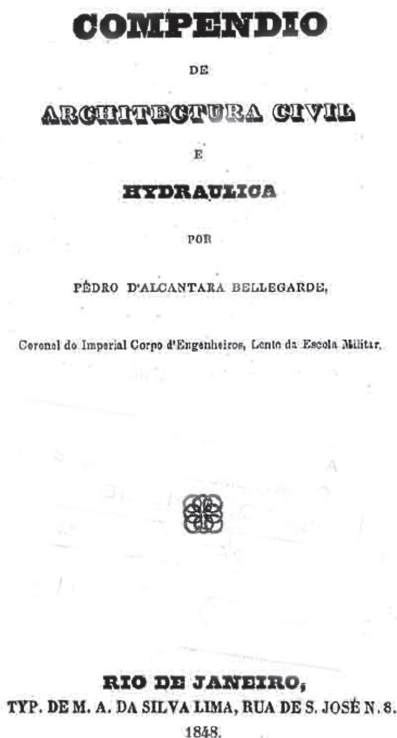 COMPENDIO
DE
ARCHITECTURA CIVIL
E
HYDRAULICA
POR
PEDRO D'ALCANTARA BELLEGARDE,
Coronel do Imperial Corpo d'Engenheiros, Lente da Escola Militar.
RIO DE JANEIRO,
TYP. DE M. A. DA SILVA LIMA, RUA DE S. JOSÉ N. 8.
1848.